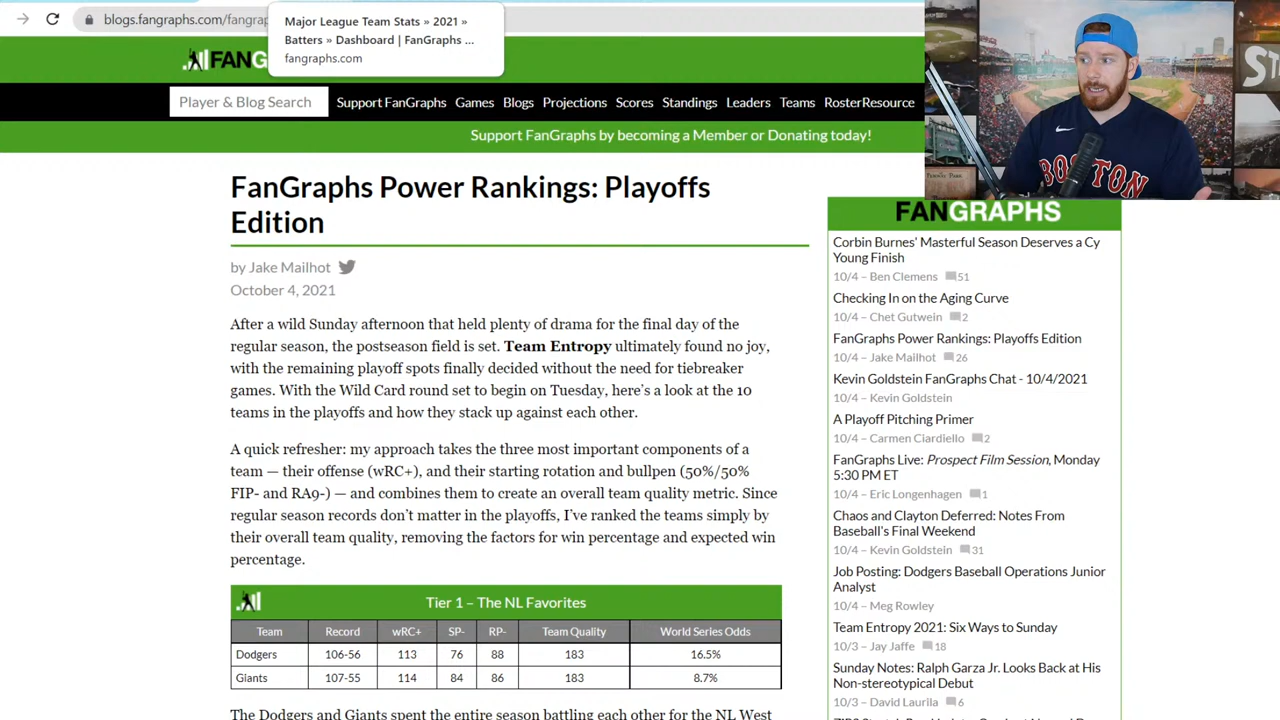 blogs.fangraphs.com/fangrap
Major League Team Stats » 2021 »
Batters » Dashboard | FanGraphs ...
fangraphs.com
FANG
Player & Blog Search
Support FanGraphs
Games
Blogs
Projections
Scores
Standings
Leaders
Teams
RosterResource
Support FanGraphs by becoming a Member or Donating today!
BOSTON
FanGraphs Power Rankings: Playoffs
Edition
by Jake Mailhot
October 4, 2021
After a wild Sunday afternoon that held plenty of drama for the final day of the
regular season, the postseason field is set. Team Entropy ultimately found no joy,
with the remaining playoff spots finally decided without the need for tiebreaker
games. With the Wild Card round set to begin on Tuesday, here's a look at the 10
teams in the playoffs and how they stack up against each other.
A quick refresher: my approach takes the three most important components of a
team — their offense (wRC+), and their starting rotation and bullpen (50%/50%
FIP- and RA9-) — and combines them to create an overall team quality metric. Since
regular season records don't matter in the playoffs, I've ranked the teams simply by
their overall team quality, removing the factors for win percentage and expected win
percentage.
Tier 1 – The NL Favorites
Team Record wRC+ SP- RP- Team Quality World Series Odds
Dodgers 106-56 113 76 88 183 16.5%
Giants 107-55 114 84 86 183 8.7%
The Dodgers and Giants spent the entire season battling each other for the NL West
FANGRAPHS
Corbin Burnes' Masterful Season Deserves a Cy
Young Finish
10/4 – Ben Clemens 51
Checking In on the Aging Curve
10/4 – Chet Gutwein 2
FanGraphs Power Rankings: Playoffs Edition
10/4 – Jake Mailhot 26
Kevin Goldstein FanGraphs Chat - 10/4/2021
10/4 – Kevin Goldstein
A Playoff Pitching Primer
10/4 – Carmen Ciardiello 2
FanGraphs Live: Prospect Film Session, Monday
5:30 PM ET
10/4 – Eric Longenhagen 1
Chaos and Clayton Deferred: Notes From
Baseball's Final Weekend
10/4 – Kevin Goldstein 31
Job Posting: Dodgers Baseball Operations Junior
Analyst
10/4 – Meg Rowley
Team Entropy 2021: Six Ways to Sunday
10/3 – Jay Jaffe 18
Sunday Notes: Ralph Garza Jr. Looks Back at His
Non-stereotypical Debut
10/3 – David Laurila 6